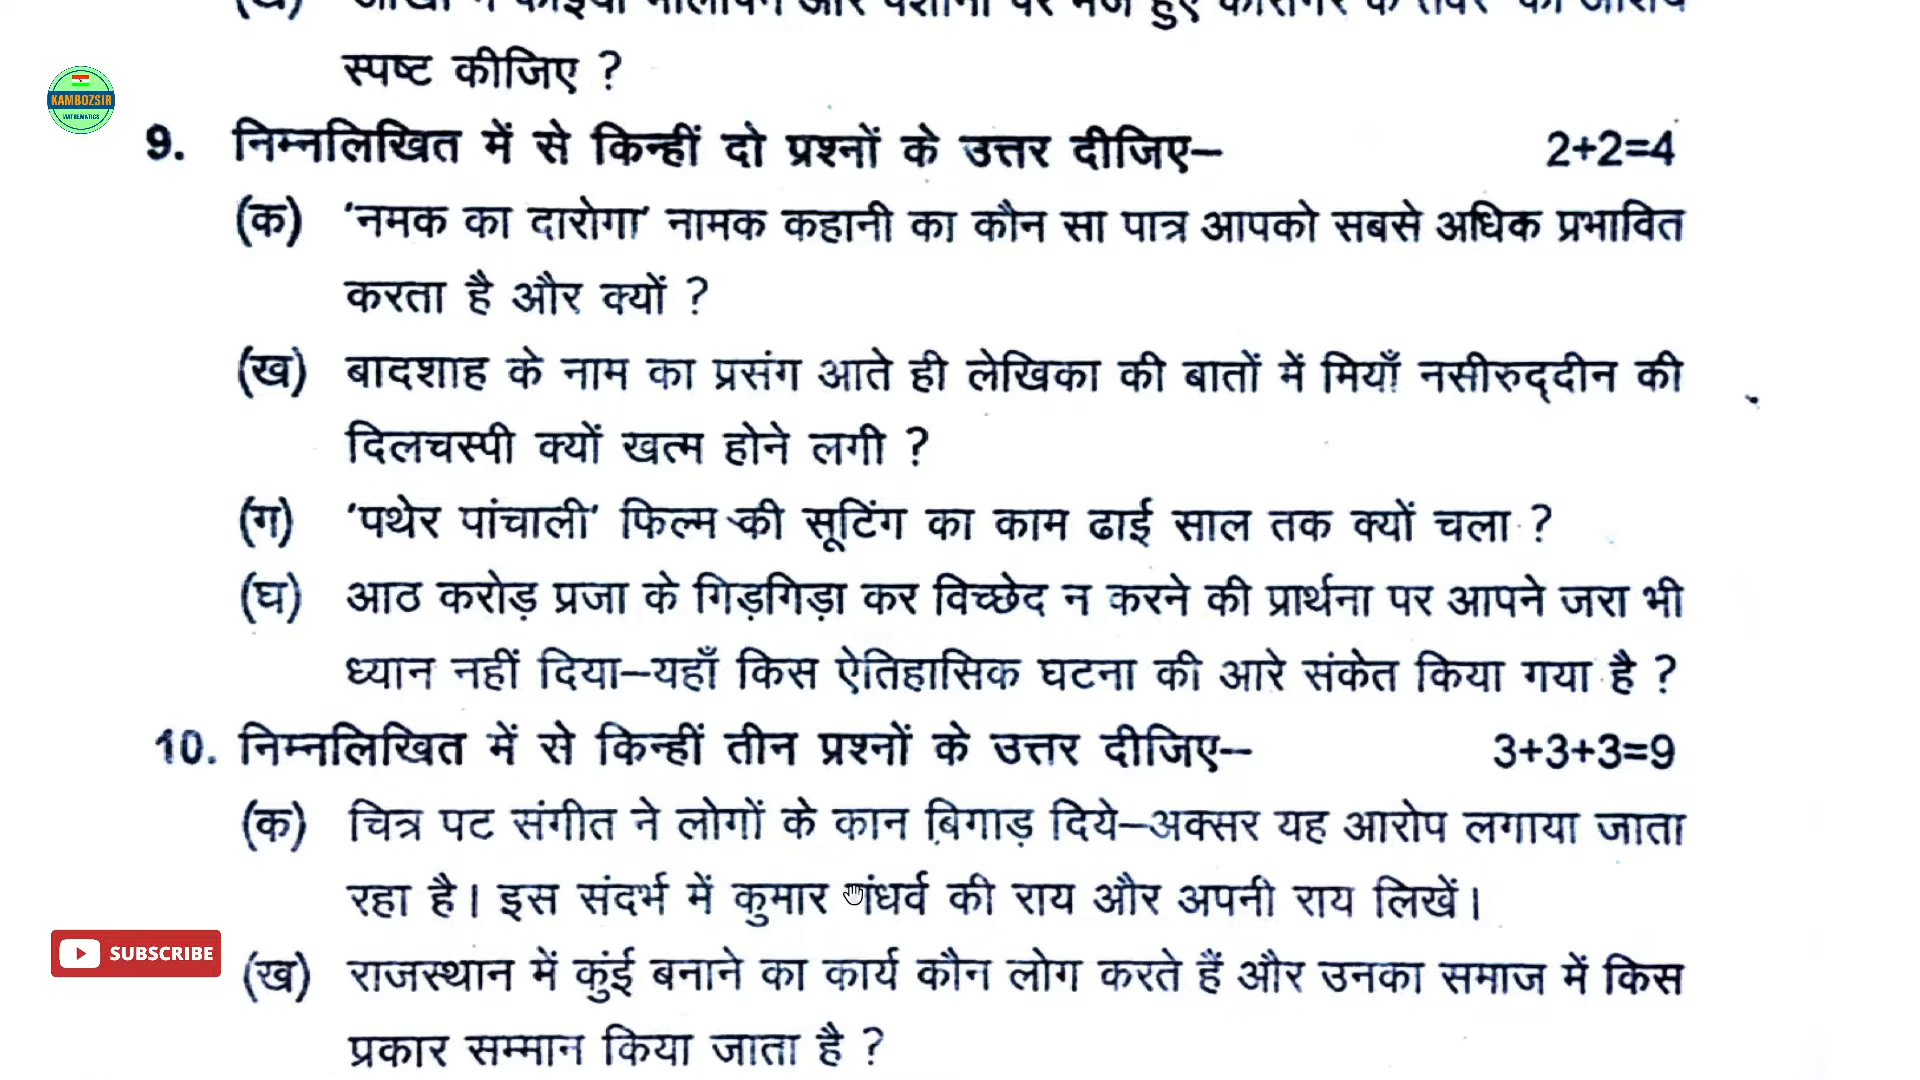 स्पष्ट कीजिए ?
KAMBOZSIR
MATHEMATICS
9. निम्नलिखित में से किन्हीं दो प्रश्नों के उत्तर दीजिए– 2+2=4
(क) 'नमक का दारोगा' नामक कहानी का कौन सा पात्र आपको सबसे अधिक प्रभावित
करता है और क्यों ?
(ख) बादशाह के नाम का प्रसंग आते ही लेखिका की बातों में मियाँ नसीरुद्दीन की
दिलचस्पी क्यों खत्म होने लगी ?
(ग) 'पथेर पांचाली' फिल्म की सूटिंग का काम ढाई साल तक क्यों चला ?
(घ) आठ करोड़ प्रजा के गिड़गिड़ा कर विच्छेद न करने की प्रार्थना पर आपने जरा भी
ध्यान नहीं दिया–यहाँ किस ऐतिहासिक घटना की आरे संकेत किया गया है ?
10. निम्नलिखित में से किन्हीं तीन प्रश्नों के उत्तर दीजिए– 3+3+3=9
(क) चित्र पट संगीत ने लोगों के कान बिगाड़ दिये–अक्सर यह आरोप लगाया जाता
रहा है। इस संदर्भ में कुमार गंधर्व की राय और अपनी राय लिखें।
SUBSCRIBE
(ख) राजस्थान में कुंई बनाने का कार्य कौन लोग करते हैं और उनका समाज में किस
प्रकार सम्मान किया जाता है ?